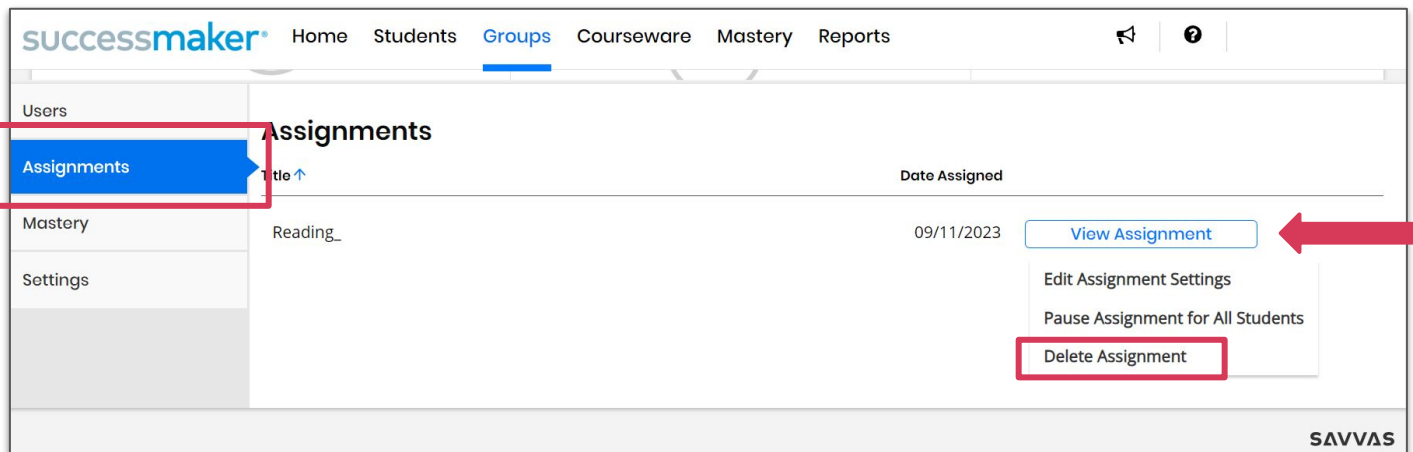 successmaker® Home Students Groups Courseware Mastery Reports
Users
Assignments
Mastery
Settings
Assignments
Title ↑ Date Assigned
Reading_ 09/11/2023 View Assignment
Edit Assignment Settings
Pause Assignment for All Students
Delete Assignment
SAVVAS